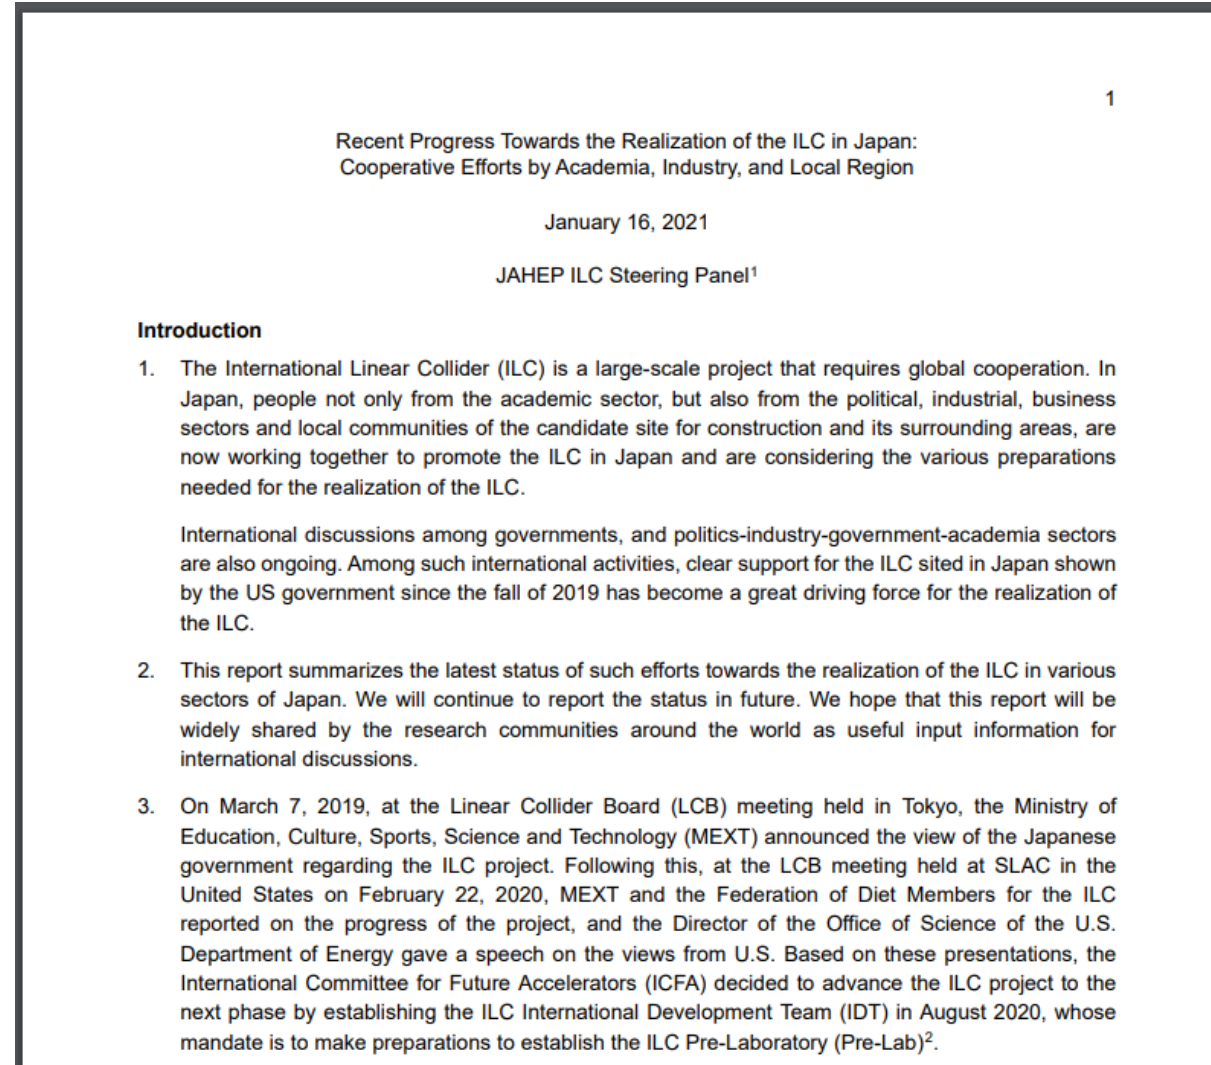 1
Recent Progress Towards the Realization of the ILC in Japan:
Cooperative Efforts by Academia, Industry, and Local Region
January 16, 2021
JAHEP ILC Steering Panel¹
Introduction
1. The International Linear Collider (ILC) is a large-scale project that requires global cooperation. In
Japan, people not only from the academic sector, but also from the political, industrial, business
sectors and local communities of the candidate site for construction and its surrounding areas, are
now working together to promote the ILC in Japan and are considering the various preparations
needed for the realization of the ILC.
International discussions among governments, and politics-industry-government-academia sectors
are also ongoing. Among such international activities, clear support for the ILC sited in Japan shown
by the US government since the fall of 2019 has become a great driving force for the realization of
the ILC.
2. This report summarizes the latest status of such efforts towards the realization of the ILC in various
sectors of Japan. We will continue to report the status in future. We hope that this report will be
widely shared by the research communities around the world as useful input information for
international discussions.
3. On March 7, 2019, at the Linear Collider Board (LCB) meeting held in Tokyo, the Ministry of
Education, Culture, Sports, Science and Technology (MEXT) announced the view of the Japanese
government regarding the ILC project. Following this, at the LCB meeting held at SLAC in the
United States on February 22, 2020, MEXT and the Federation of Diet Members for the ILC
reported on the progress of the project, and the Director of the Office of Science of the U.S.
Department of Energy gave a speech on the views from U.S. Based on these presentations, the
International Committee for Future Accelerators (ICFA) decided to advance the ILC project to the
next phase by establishing the ILC International Development Team (IDT) in August 2020, whose
mandate is to make preparations to establish the ILC Pre-Laboratory (Pre-Lab)².